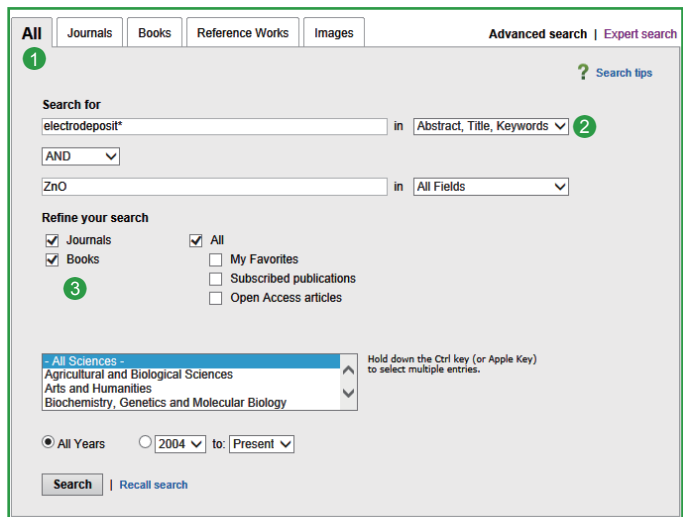 All Journals Books Reference Works Images Advanced search | Expert search
1
? Search tips
Search for
electrodeposit* in Abstract, Title, Keywords 2
AND
ZnO in All Fields
Refine your search
Journals All
Books My Favorites
Subscribed publications
3
Open Access articles
- All Sciences -
Agricultural and Biological Sciences
Arts and Humanities
Biochemistry, Genetics and Molecular Biology
Hold down the Ctrl key (or Apple Key)
to select multiple entries.
All Years 2004 to: Present
Search | Recall search